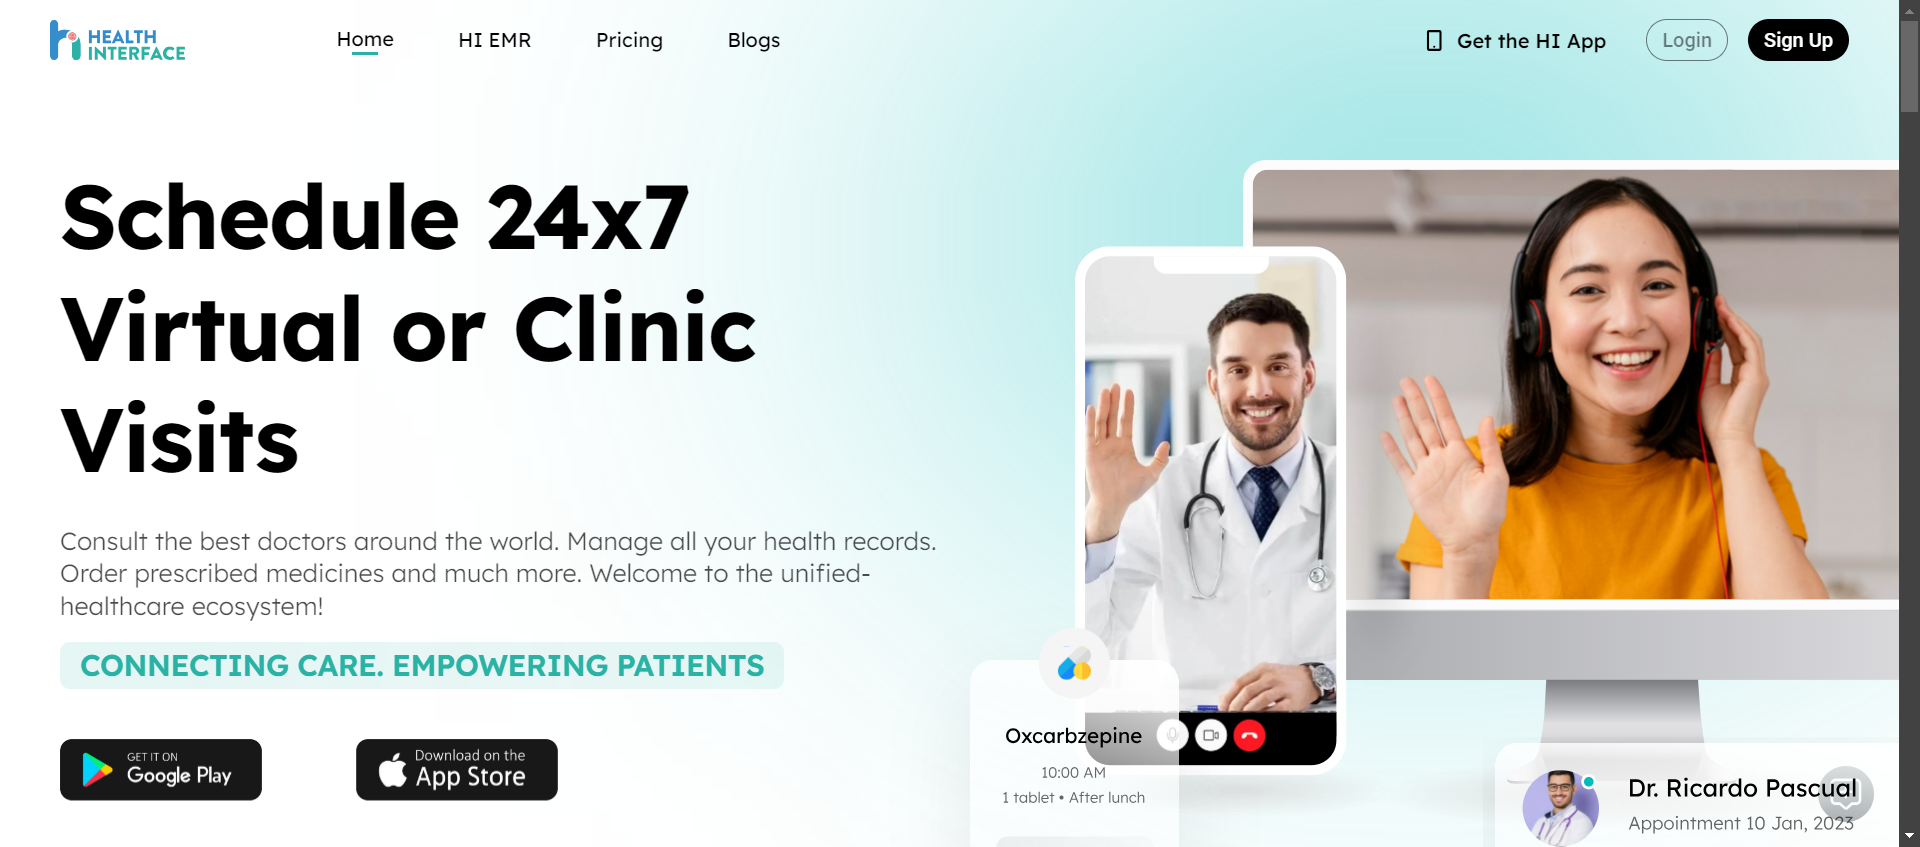 HEALTH
INTERFACE
Home
HI EMR
Pricing
Blogs
Get the HI App
Login
Sign Up
Schedule 24x7
Virtual or Clinic
Visits
Consult the best doctors around the world. Manage all your health records.
Order prescribed medicines and much more. Welcome to the unified-
healthcare ecosystem!
CONNECTING CARE. EMPOWERING PATIENTS
GET IT ON
Google Play
Download on the
App Store
Oxcarbzepine
10:00 AM
1 tablet • After lunch
Dr. Ricardo Pascual
Appointment 10 Jan, 2023